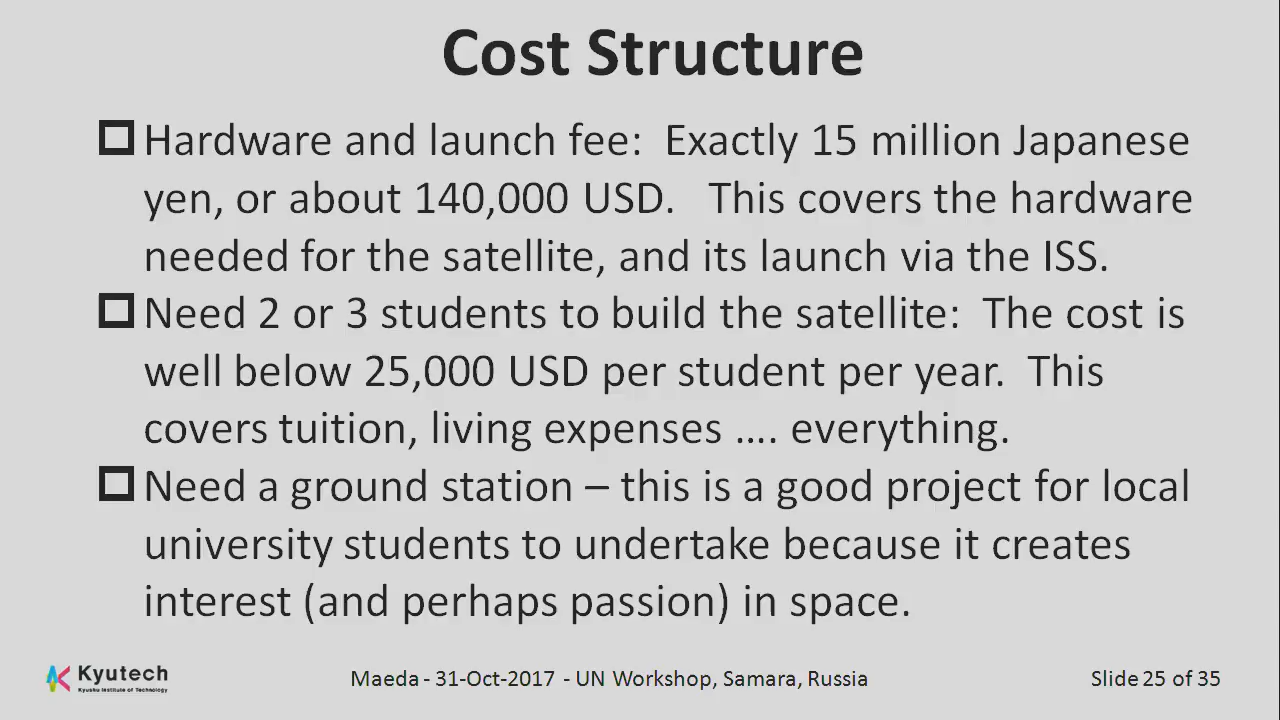 Cost Structure
Hardware and launch fee:  Exactly 15 million Japanese
yen, or about 140,000 USD.   This covers the hardware
needed for the satellite, and its launch via the ISS.
Need 2 or 3 students to build the satellite:  The cost is
well below 25,000 USD per student per year.  This
covers tuition, living expenses …. everything.
Need a ground station – this is a good project for local
university students to undertake because it creates
interest (and perhaps passion) in space.
Kyutech
Kyushu Institute of Technology
Maeda - 31-Oct-2017 - UN Workshop, Samara, Russia
Slide 25 of 35